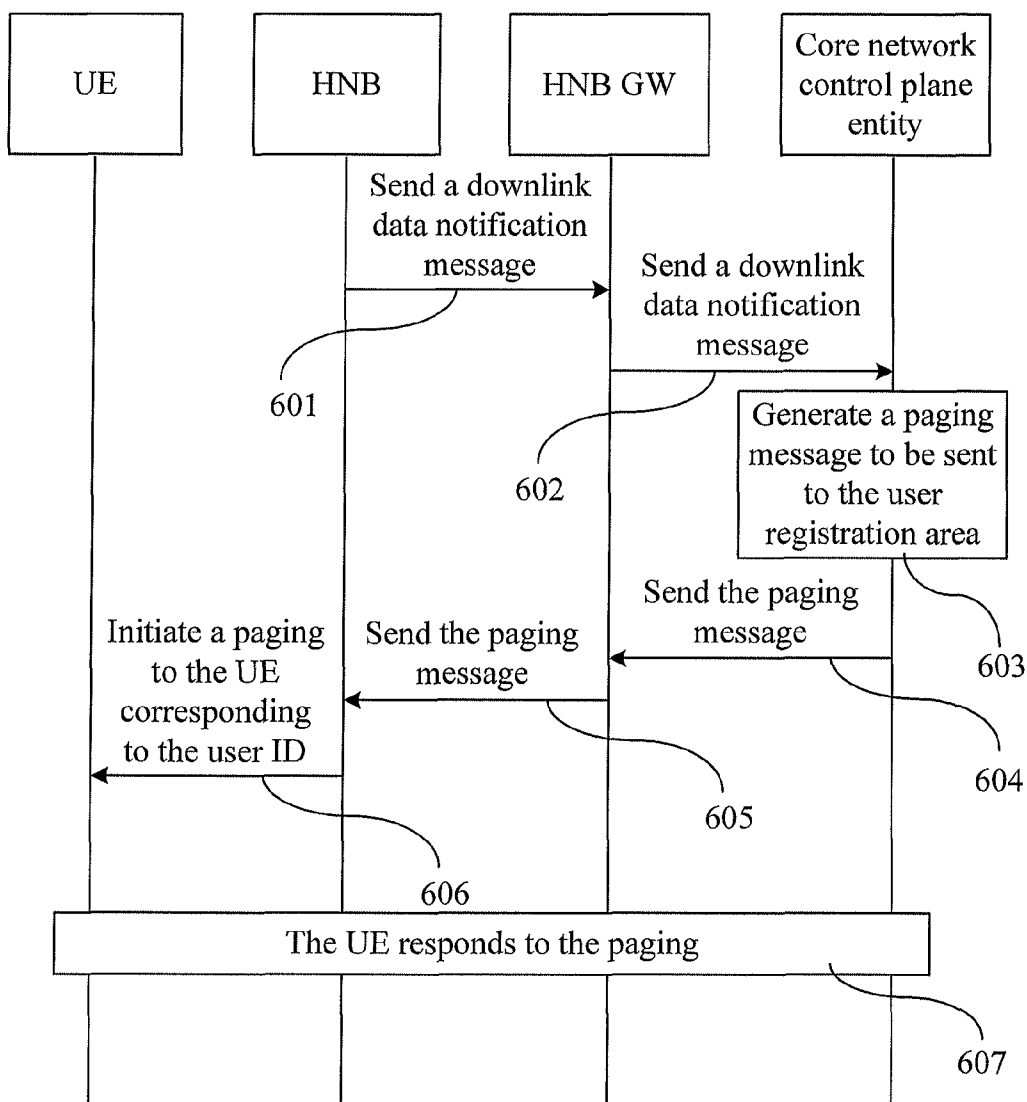 UE
HNB
HNB GW
Core network
control plane
entity
Send a downlink
data notification
message
601
Send a downlink
data notification
message
602
Generate a paging
message to be sent
to the user
registration area
603
Send the paging
message
604
Send the paging
message
605
Initiate a paging
to the UE
corresponding
to the user ID
606
The UE responds to the paging
607